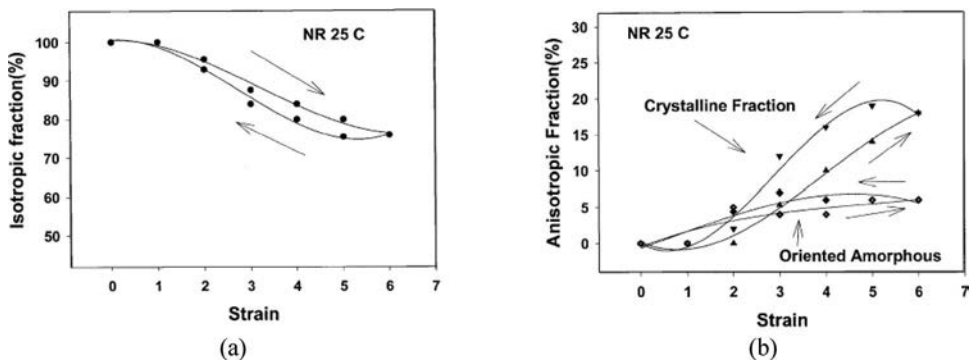 NR 25 C
Isotropic fraction(%)
100
90
80
70
60
50
0 1 2 3 4 5 6 7
Strain
(a)
NR 25 C
Anisotropic Fraction(%)
30
25
20
15
10
5
0
Crystalline Fraction
Oriented Amorphous
0 1 2 3 4 5 6 7
Strain
(b)